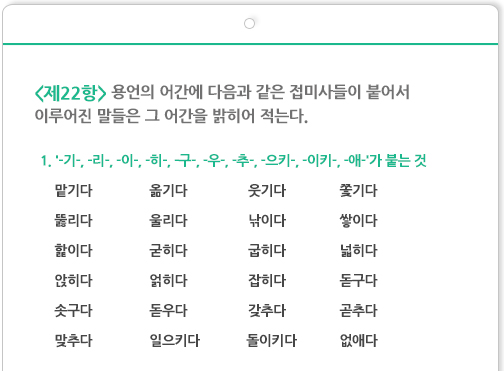 <제22항> 용언의 어간에 다음과 같은 접미사들이 붙어서
이루어진 말들은 그 어간을 밝히어 적는다.
1. '-기-, -리-, -이-, -히-, -구-, -우-, -추-, -으키-, -이키-, -애-'가 붙는 것
맡기다 옮기다 웃기다 쫓기다
뚫리다 울리다 낚이다 쌓이다
핥이다 굳히다 굽히다 넓히다
앉히다 얽히다 잡히다 돋구다
솟구다 돋우다 갖추다 곧추다
맞추다 일으키다 돌이키다 없애다